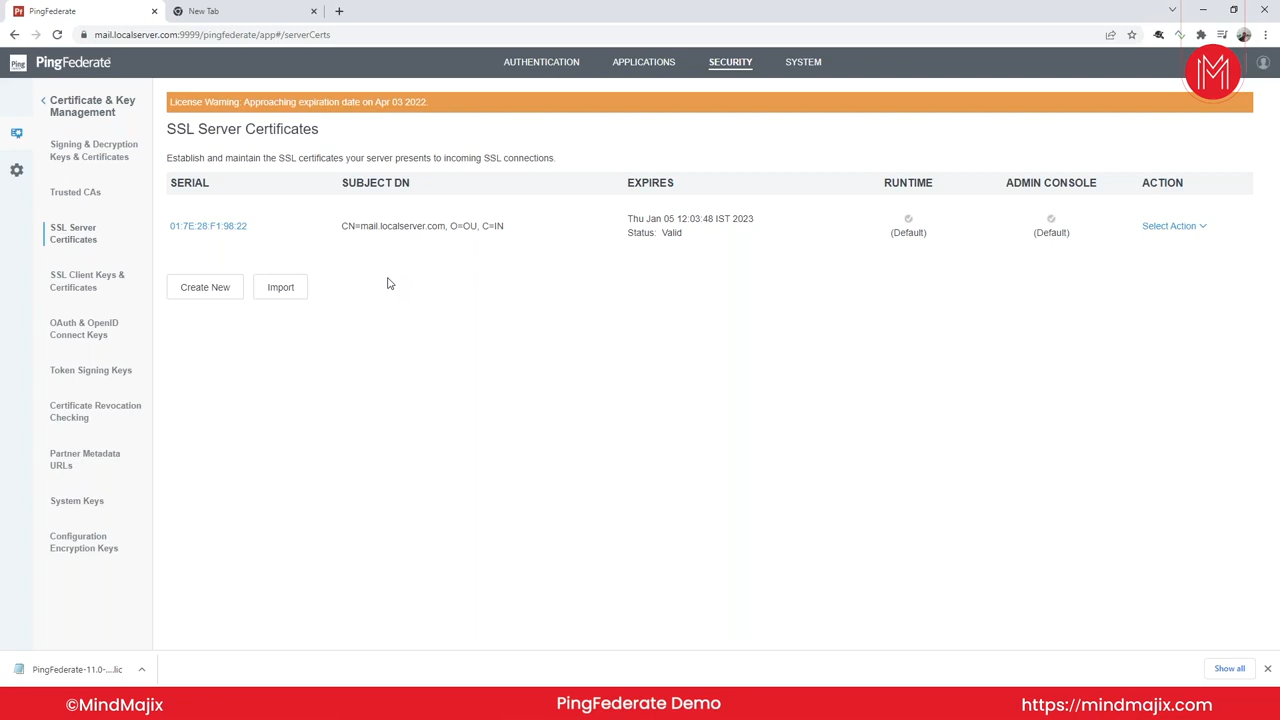 PingFederate
New Tab
mail.localserver.com:9999/pingfederate/app#/serverCerts
Ping
PingFederate
AUTHENTICATION
APPLICATIONS
SECURITY
SYSTEM
Certificate & Key
Management
Signing & Decryption
Keys & Certificates
Trusted CAs
SSL Server
Certificates
SSL Client Keys &
Certificates
OAuth & OpenID
Connect Keys
Token Signing Keys
Certificate Revocation
Checking
Partner Metadata
URLs
System Keys
Configuration
Encryption Keys
License Warning: Approaching expiration date on Apr 03 2022.
SSL Server Certificates
Establish and maintain the SSL certificates your server presents to incoming SSL connections.
SERIAL SUBJECT DN EXPIRES RUNTIME ADMIN CONSOLE ACTION
01:7E:28:F1:98:22
CN=mail.localserver.com, O=OU, C=IN
Thu Jan 05 12:03:48 IST 2023
Status: Valid
(Default)
(Default)
Select Action
Create New
Import
PingFederate-11.0-....lic
Show all
©MindMajix
PingFederate Demo
https://mindmajix.com